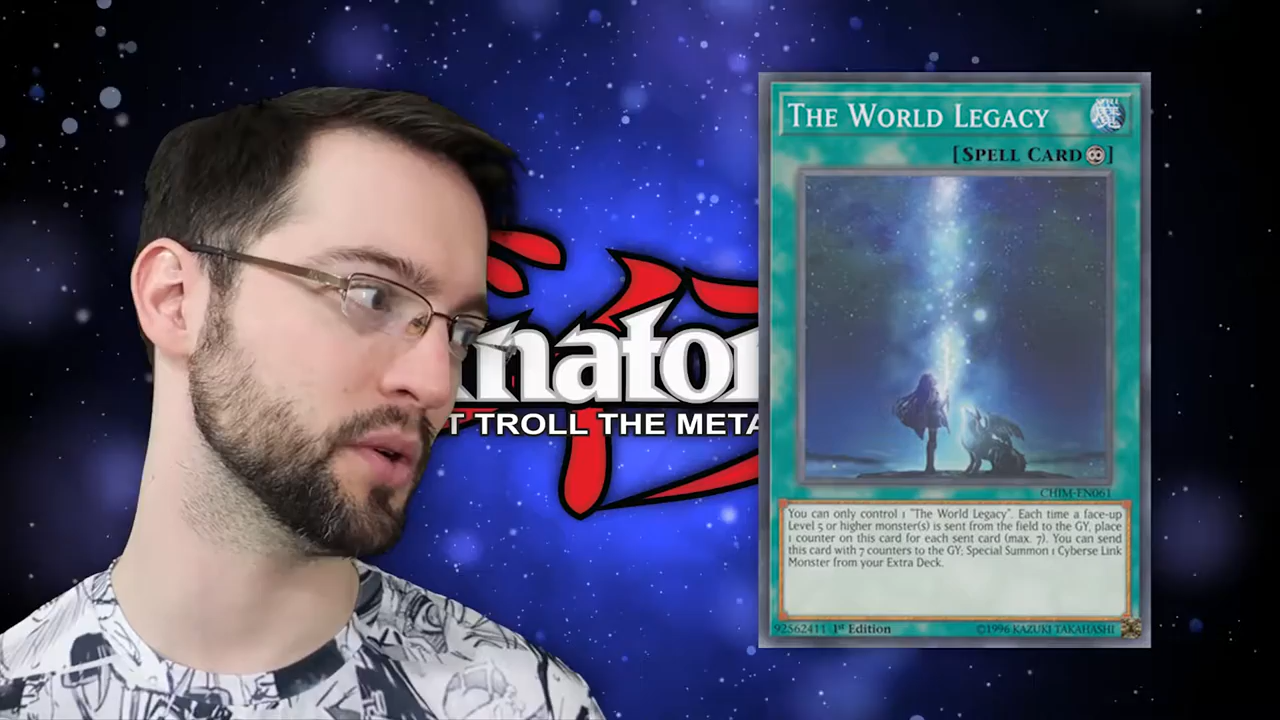 THE WORLD LEGACY
[SPELL CARD]
CHIM-EN061
You can only control 1 "The World Legacy". Each time a face-up
Level 5 or higher monster(s) is sent from the field to the GY, place
1 counter on this card for each sent card (max. 7). You can send
this card with 7 counters to the GY; Special Summon 1 Cyberse Link
Monster from your Extra Deck.
92562411 1st Edition
©1996 KAZUKI TAKAHASHI
TROLL THE META